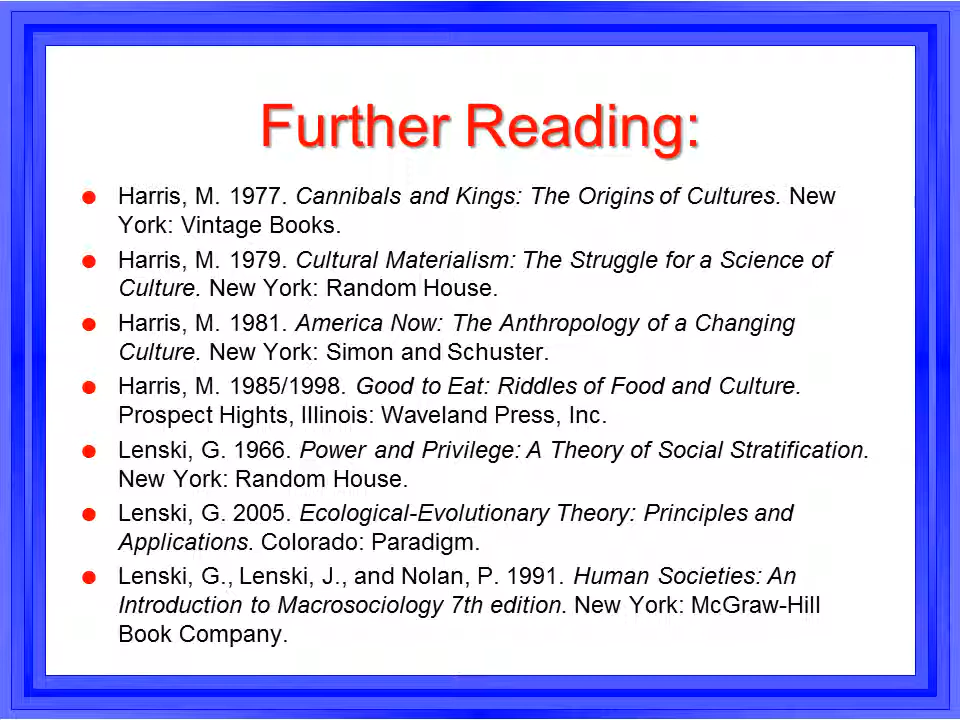 Further Reading:
Harris, M. 1977. Cannibals and Kings: The Origins of Cultures. New
York: Vintage Books.
Harris, M. 1979. Cultural Materialism: The Struggle for a Science of
Culture. New York: Random House.
Harris, M. 1981. America Now: The Anthropology of a Changing
Culture. New York: Simon and Schuster.
Harris, M. 1985/1998. Good to Eat: Riddles of Food and Culture.
Prospect Hights, Illinois: Waveland Press, Inc.
Lenski, G. 1966. Power and Privilege: A Theory of Social Stratification.
New York: Random House.
Lenski, G. 2005. Ecological-Evolutionary Theory: Principles and
Applications. Colorado: Paradigm.
Lenski, G., Lenski, J., and Nolan, P. 1991. Human Societies: An
Introduction to Macrosociology 7th edition. New York: McGraw-Hill
Book Company.